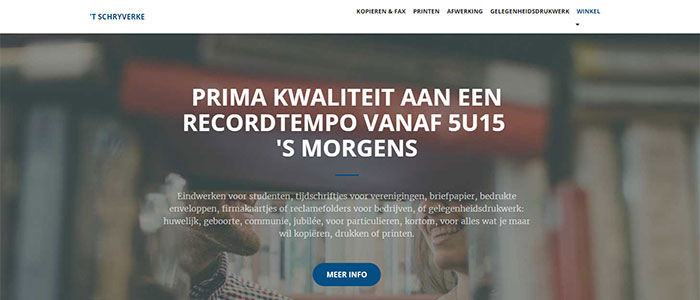 'T SCHRYVERKE
KOPIEREN & FAX PRINTEN AFWERKING GELEGENHEIDSDRUKWERK WINKEL
PRIMA KWALITEIT AAN EEN
RECORDTEMPO VANAF 5U15
'S MORGENS
Eindwerken voor studenten, tijdschriftjes voor verenigingen, briefpapier, bedrukte
enveloppen, firmakaartjes of reclamefolders voor bedrijven, of gelegenheidsdrukwerk:
huwelijk, geboorte, communie, jubilée, voor particulieren, kortom, voor alles wat je maar
wil kopiëren, drukken of printen.
MEER INFO